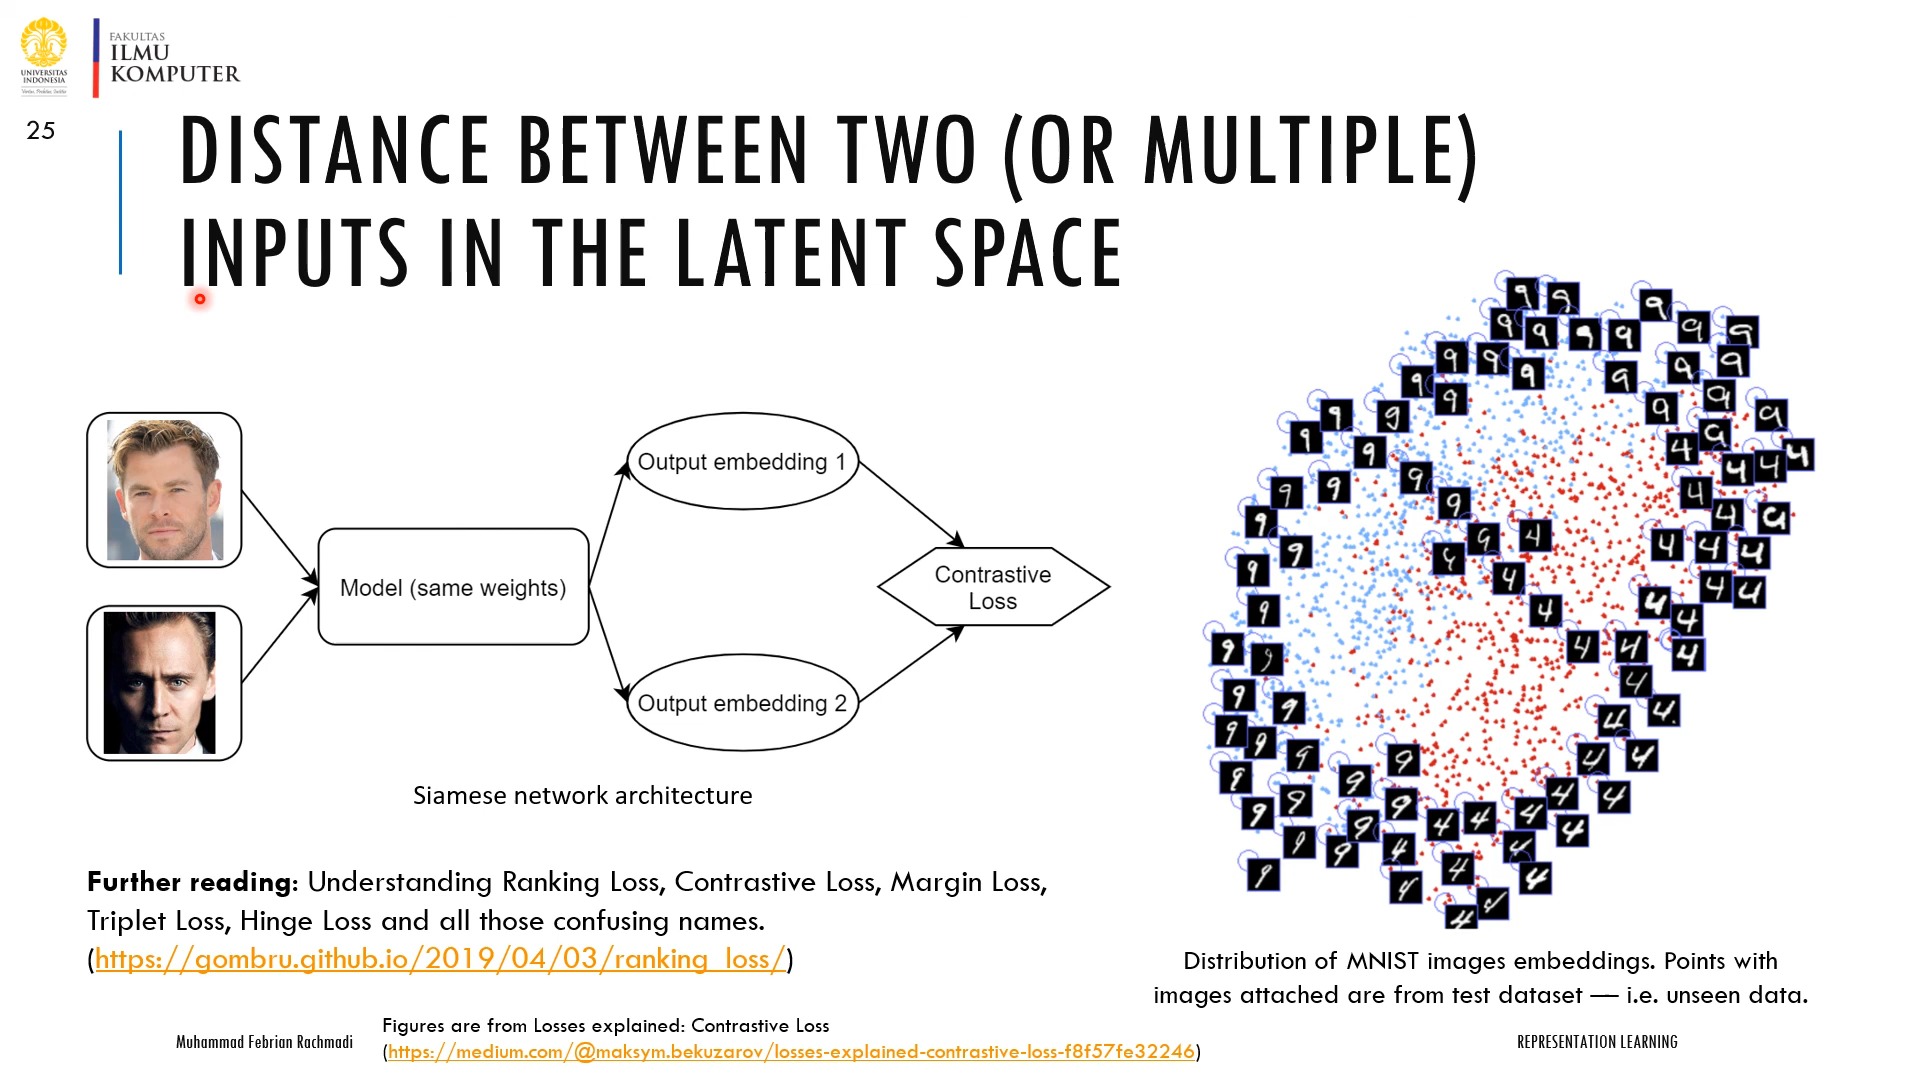 UNIVERSITAS
INDONESIA
FAKULTAS
ILMU
KOMPUTER
25
DISTANCE BETWEEN TWO (OR MULTIPLE)
INPUTS IN THE LATENT SPACE
Output embedding 1
Model (same weights)
Contrastive
Loss
Output embedding 2
Siamese network architecture
Further reading: Understanding Ranking Loss, Contrastive Loss, Margin Loss,
Triplet Loss, Hinge Loss and all those confusing names.
(https://gombru.github.io/2019/04/03/ranking_loss/)
Distribution of MNIST images embeddings. Points with
images attached are from test dataset — i.e. unseen data.
Figures are from Losses explained: Contrastive Loss
(https://medium.com/@maksym.bekuzarov/losses-explained-contrastive-loss-f8f57fe32246)
Muhammad Febrian Rachmadi
REPRESENTATION LEARNING